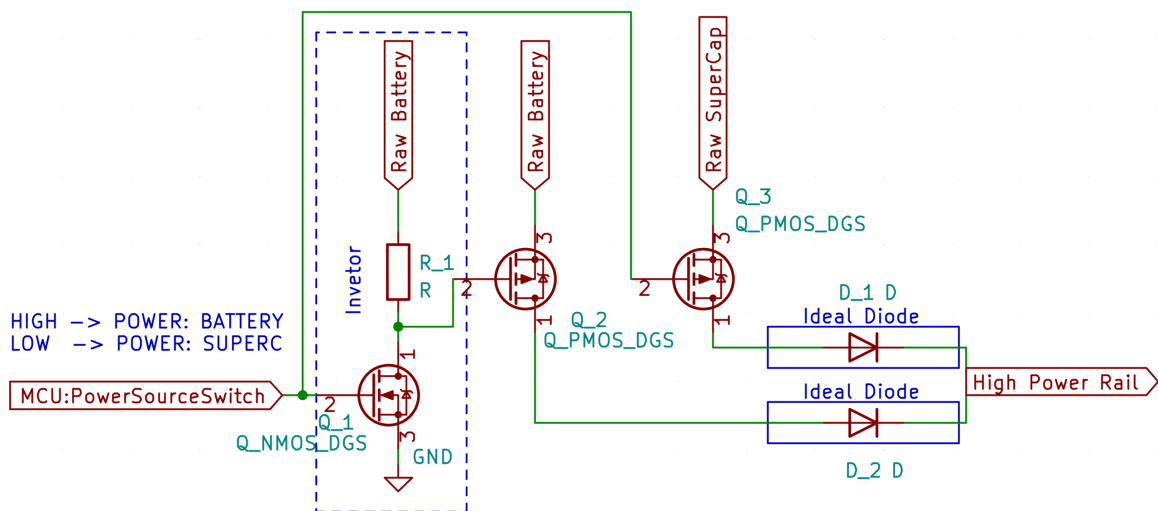 Raw Battery
Raw Battery
Raw SuperCap
Q_3
Q_PMOS_DGS
3
3
Invetor
R_1
R
2
2
D_1 D
Ideal Diode
HIGH -> POWER: BATTERY
LOW -> POWER: SUPERC
1
1
Q_2
Q_PMOS_DGS
1
MCU:PowerSourceSwitch
High Power Rail
Ideal Diode
2
Q_1
Q_NMOS_DGS
3
GND
D_2 D